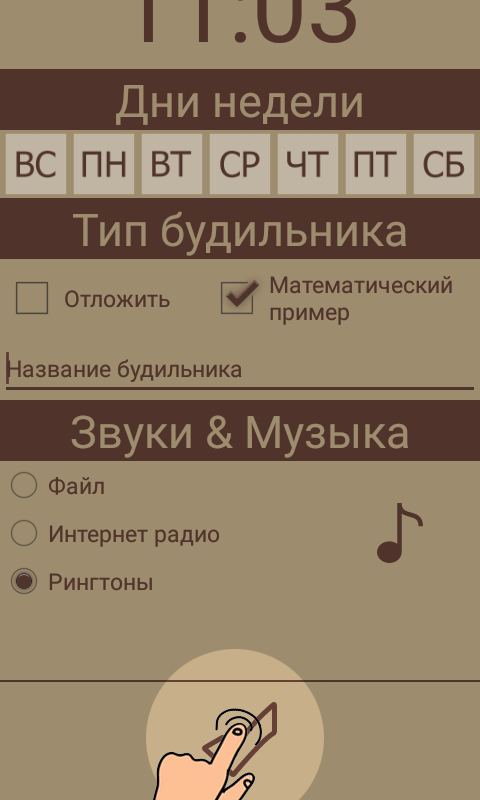 11:03
Дни недели
ВС ПН ВТ СР ЧТ ПТ СБ
Тип будильника
Отложить
Математический
пример
Название будильника
Звуки & Музыка
Файл
Интернет радио
Рингтоны